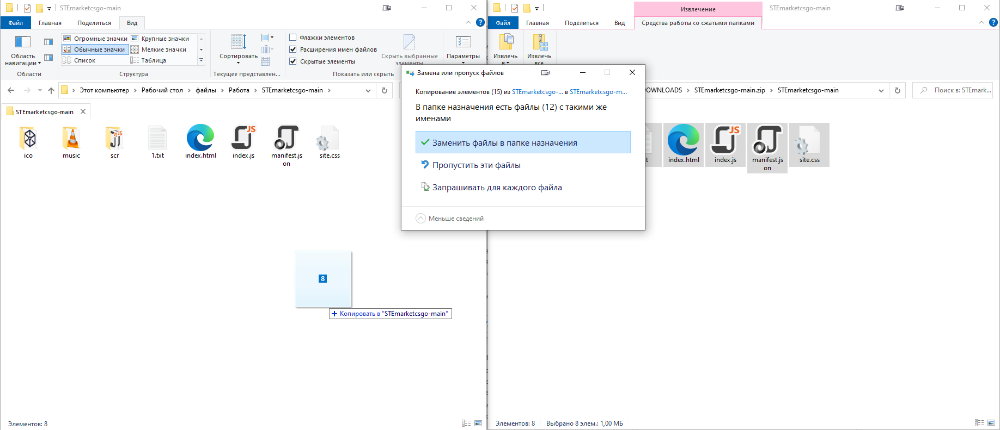 STEmarketcsgo-main
Файл
Главная
Поделиться
Вид
Область навигации
Области
Огромные значки
Крупные значки
Обычные значки
Мелкие значки
Список
Таблица
Структура
Сортировать
Текущее представлен...
Флажки элементов
Расширения имен файлов
Скрытые элементы
Скрыть выбранные
элементы
Показать или скрыть
Параметры
Этот компьютер
Рабочий стол
файлы
Работа
STEmarketcsgo-main
STEmarketcsgo-main
ico
music
scr
1.txt
index.html
index.js
manifest.js
on
site.css
8
Копировать в "STEmarketcsgo-main"
Элементов: 8
Извлечение
STEmarketcsgo-main
Файл
Главная
Поделиться
Вид
Средства работы со сжатыми папками
Извлечь
в
Извлечь
все
STEmarketcsgo-main.zip
STEmarketcsgo-main
Поиск в: STEmark...
index.html
index.js
manifest.js
on
site.css
Элементов: 8
Выбрано 8 элем.: 1,00 МБ
Замена или пропуск файлов
Копирование элементов (15) из STEmarketcsgo-... в STEmarketcsgo-m...
В папке назначения есть файлы (12) с такими же
именами
Заменить файлы в папке назначения
Пропустить эти файлы
Запрашивать для каждого файла
Меньше сведений